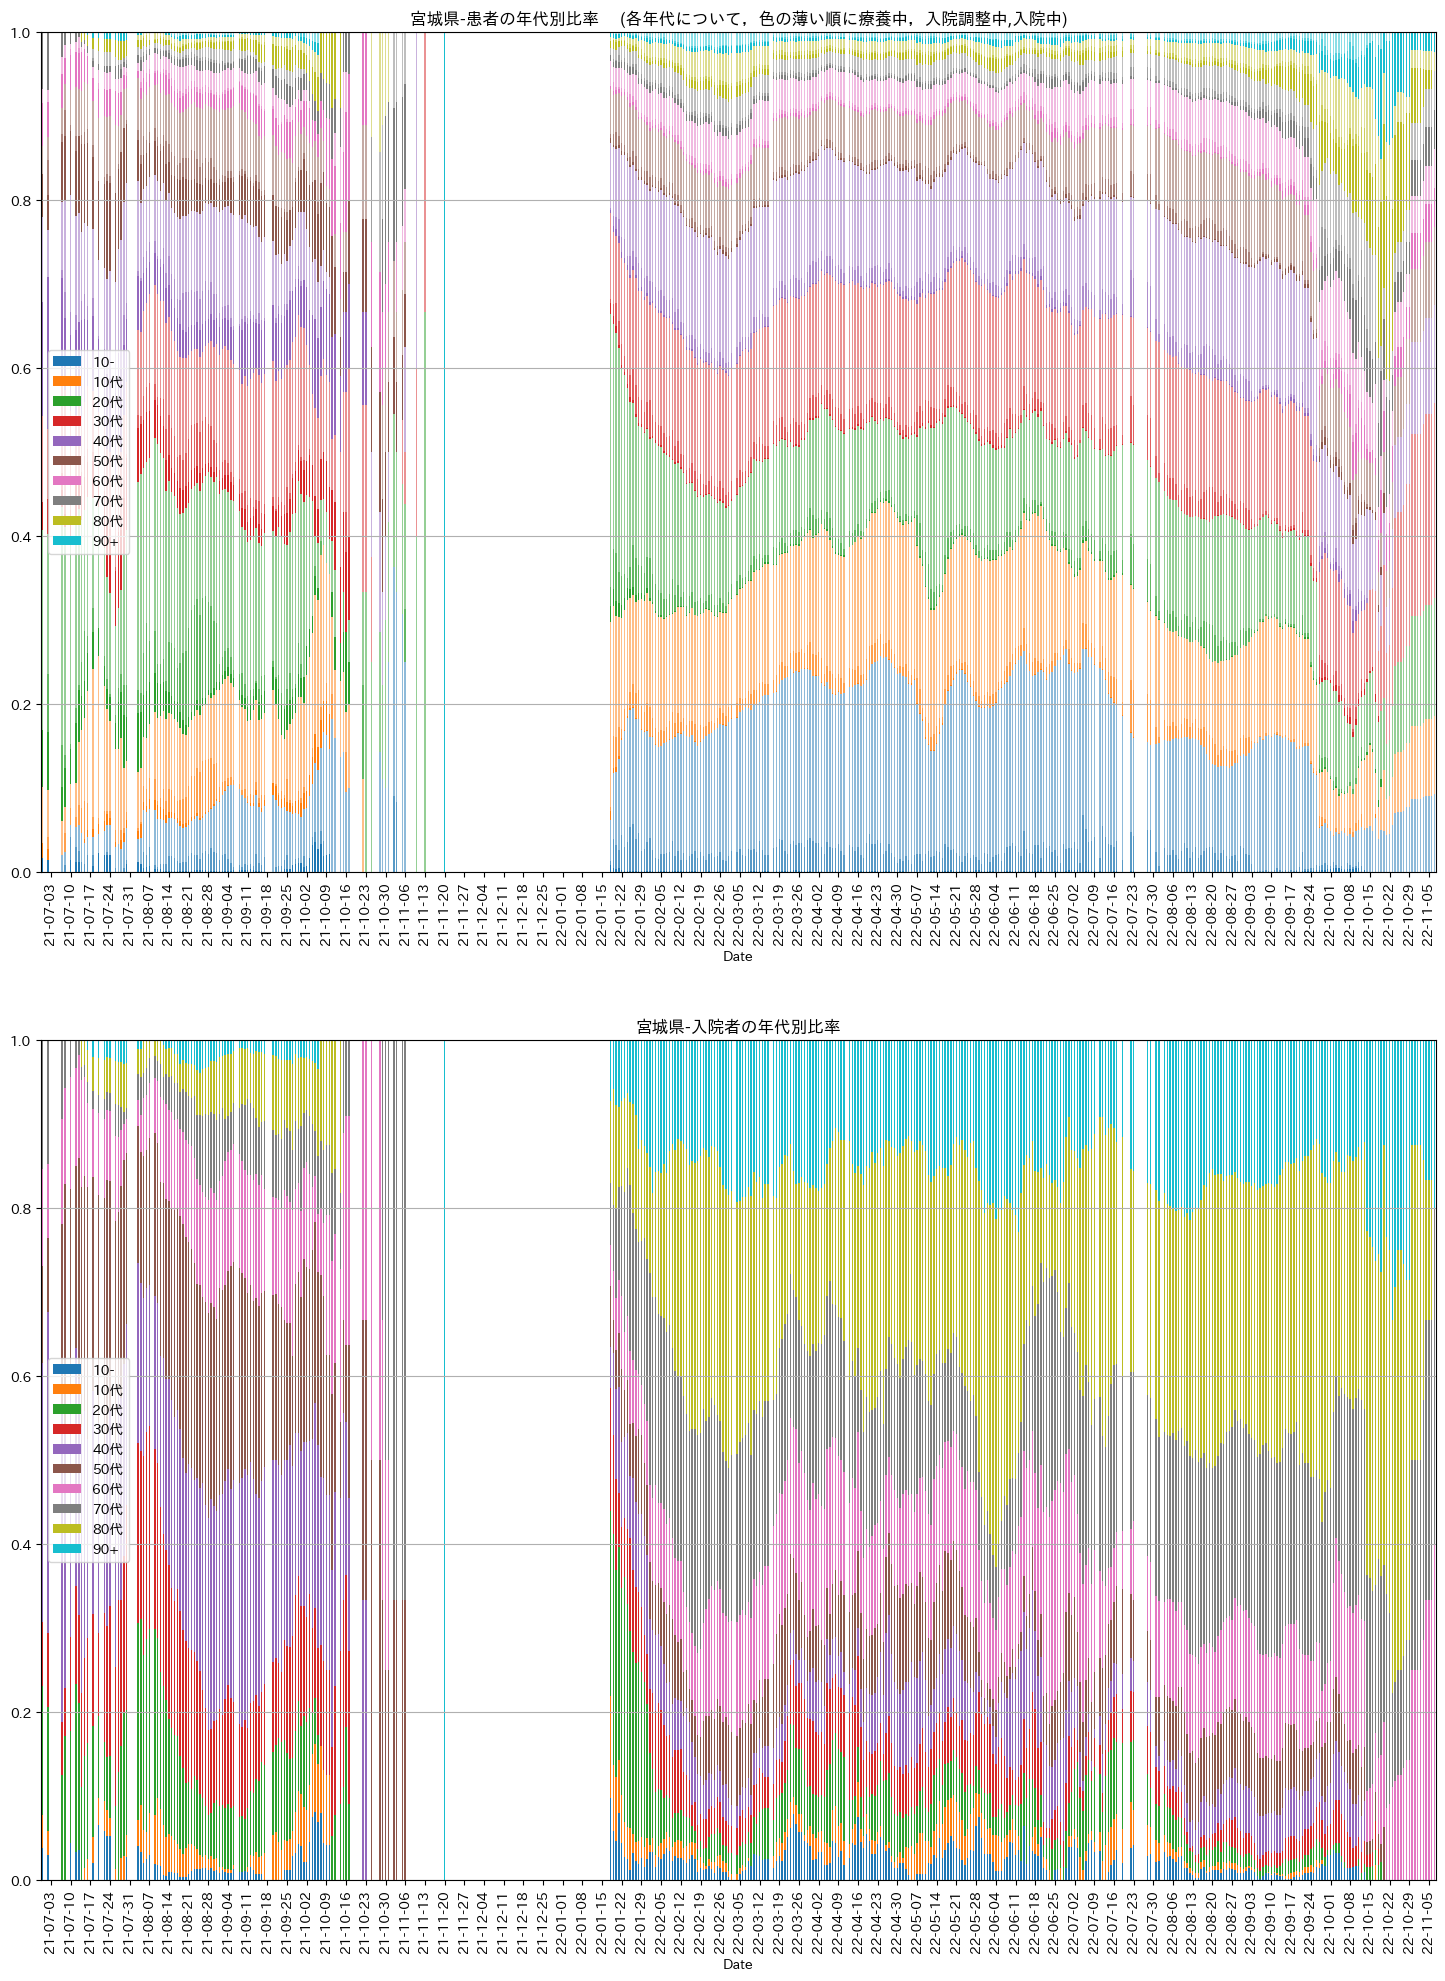 宮城県-患者の年代別比率　(各年代について，色の薄い順に療養中，入院調整中,入院中)
1.0
0.8
0.6
0.4
0.2
0.0
10-
10代
20代
30代
40代
50代
60代
70代
80代
90+
21-07-03 21-07-10 21-07-17 21-07-24 21-07-31 21-08-07 21-08-14 21-08-21 21-08-28 21-09-04 21-09-11 21-09-18 21-09-25 21-10-02 21-10-09 21-10-16 21-10-23 21-10-30 21-11-06 21-11-13 21-11-20 21-11-27 21-12-04 21-12-11 21-12-18 21-12-25 22-01-01 22-01-08 22-01-15 22-01-22 22-01-29 22-02-05 22-02-12 22-02-19 22-02-26 22-03-05 22-03-12 22-03-19 22-03-26 22-04-02 22-04-09 22-04-16 22-04-23 22-04-30 22-05-07 22-05-14 22-05-21 22-05-28 22-06-04 22-06-11 22-06-18 22-06-25 22-07-02 22-07-09 22-07-16 22-07-23 22-07-30 22-08-06 22-08-13 22-08-20 22-08-27 22-09-03 22-09-10 22-09-17 22-09-24 22-10-01 22-10-08 22-10-15 22-10-22 22-10-29 22-11-05
Date
宮城県-入院者の年代別比率
1.0
0.8
0.6
0.4
0.2
0.0
10-
10代
20代
30代
40代
50代
60代
70代
80代
90+
21-07-03 21-07-10 21-07-17 21-07-24 21-07-31 21-08-07 21-08-14 21-08-21 21-08-28 21-09-04 21-09-11 21-09-18 21-09-25 21-10-02 21-10-09 21-10-16 21-10-23 21-10-30 21-11-06 21-11-13 21-11-20 21-11-27 21-12-04 21-12-11 21-12-18 21-12-25 22-01-01 22-01-08 22-01-15 22-01-22 22-01-29 22-02-05 22-02-12 22-02-19 22-02-26 22-03-05 22-03-12 22-03-19 22-03-26 22-04-02 22-04-09 22-04-16 22-04-23 22-04-30 22-05-07 22-05-14 22-05-21 22-05-28 22-06-04 22-06-11 22-06-18 22-06-25 22-07-02 22-07-09 22-07-16 22-07-23 22-07-30 22-08-06 22-08-13 22-08-20 22-08-27 22-09-03 22-09-10 22-09-17 22-09-24 22-10-01 22-10-08 22-10-15 22-10-22 22-10-29 22-11-05
Date